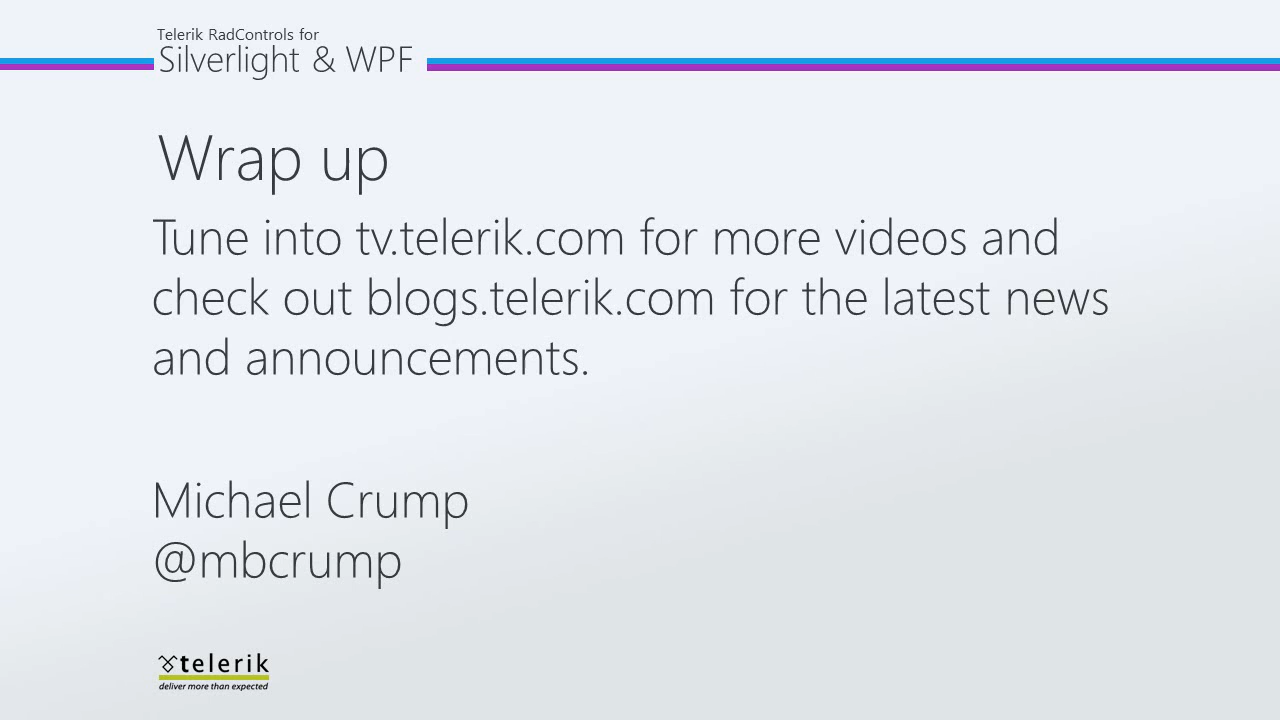 Telerik RadControls for
Silverlight & WPF
Wrap up
Tune into tv.telerik.com for more videos and
check out blogs.telerik.com for the latest news
and announcements.
Michael Crump
@mbcrump
telerik
deliver more than expected